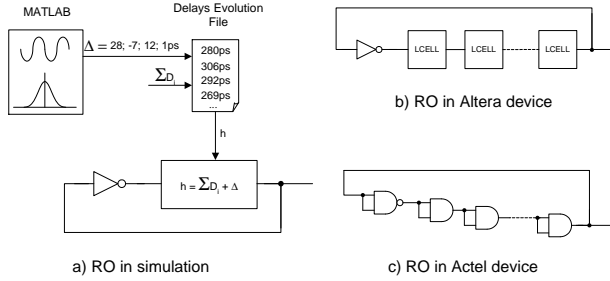 MATLAB
Delays Evolution
File
Δ = 28; -7; 12; 1ps
280ps
306ps
292ps
269ps
...
ΣDᵢ
h
h = ΣDᵢ + Δ
a) RO in simulation
LCELL
LCELL
LCELL
b) RO in Altera device
c) RO in Actel device